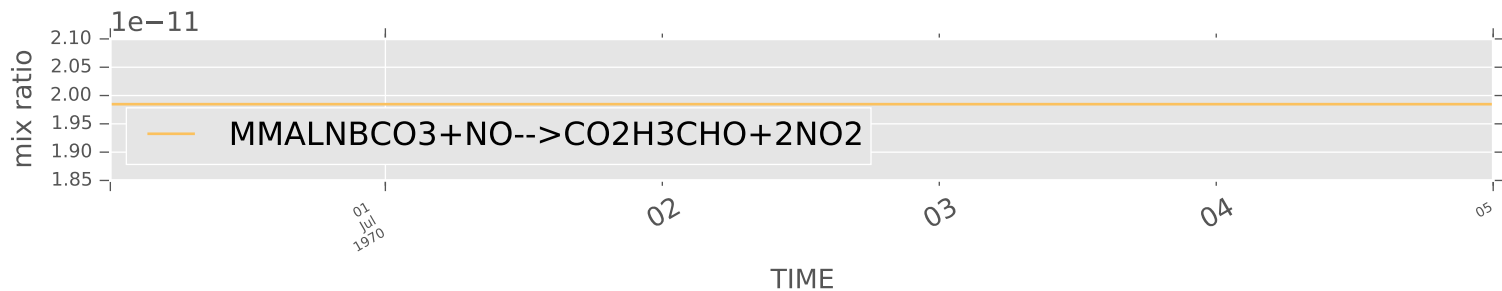 1e−11
2.10
2.05
2.00
1.95
1.90
1.85
mix ratio
MMALNBCO3+NO-->CO2H3CHO+2NO2
01
Jul
1970
02
03
04
05
TIME